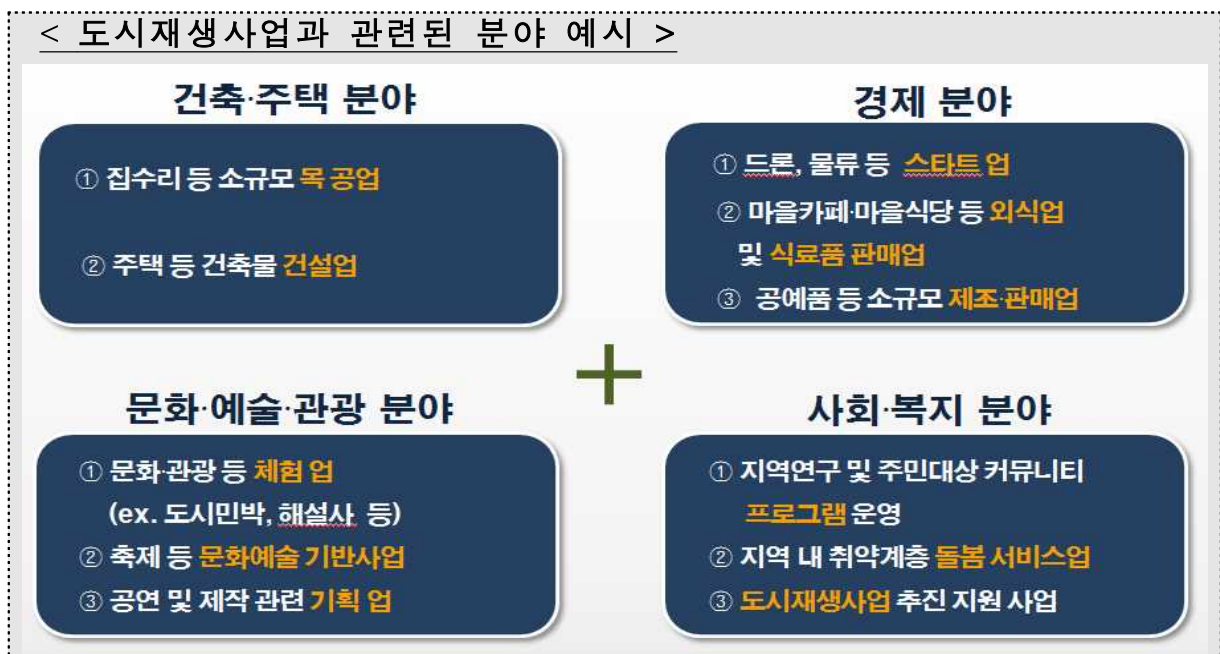 < 도시재생사업과 관련된 분야 예시 >
건축·주택 분야
① 집수리 등 소규모 목 공업
② 주택 등 건축물 건설업
경제 분야
① 드론, 물류 등 스타트 업
② 마을카페·마을식당 등 외식업
및 식료품 판매업
③ 공예품 등 소규모 제조·판매업
+
문화·예술·관광 분야
① 문화·관광 등 체험 업
(ex. 도시민박, 해설사 등)
② 축제 등 문화예술 기반사업
③ 공연 및 제작 관련 기획 업
사회·복지 분야
① 지역연구 및 주민대상 커뮤니티
프로그램 운영
② 지역 내 취약계층 돌봄 서비스업
③ 도시재생사업 추진 지원 사업